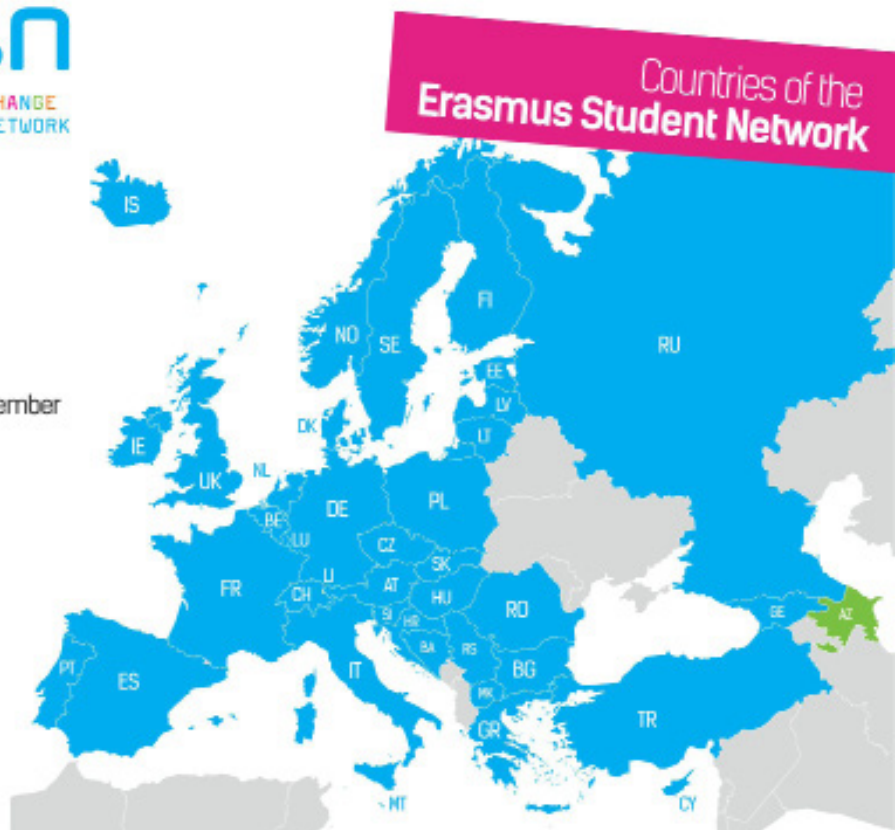 Countries of the
Erasmus Student Network
sn
HANGE
ETWORK
IS
FI
NO
SE
RU
EE
LV
DK
LT
IE
NL
UK
DE
PL
BE
LU
CZ
SK
LI
AT
FR
CH
HU
RO
SI
HR
GE
AZ
BA
RS
PT
IT
BG
ES
MK
TR
GR
MT
CY
ember